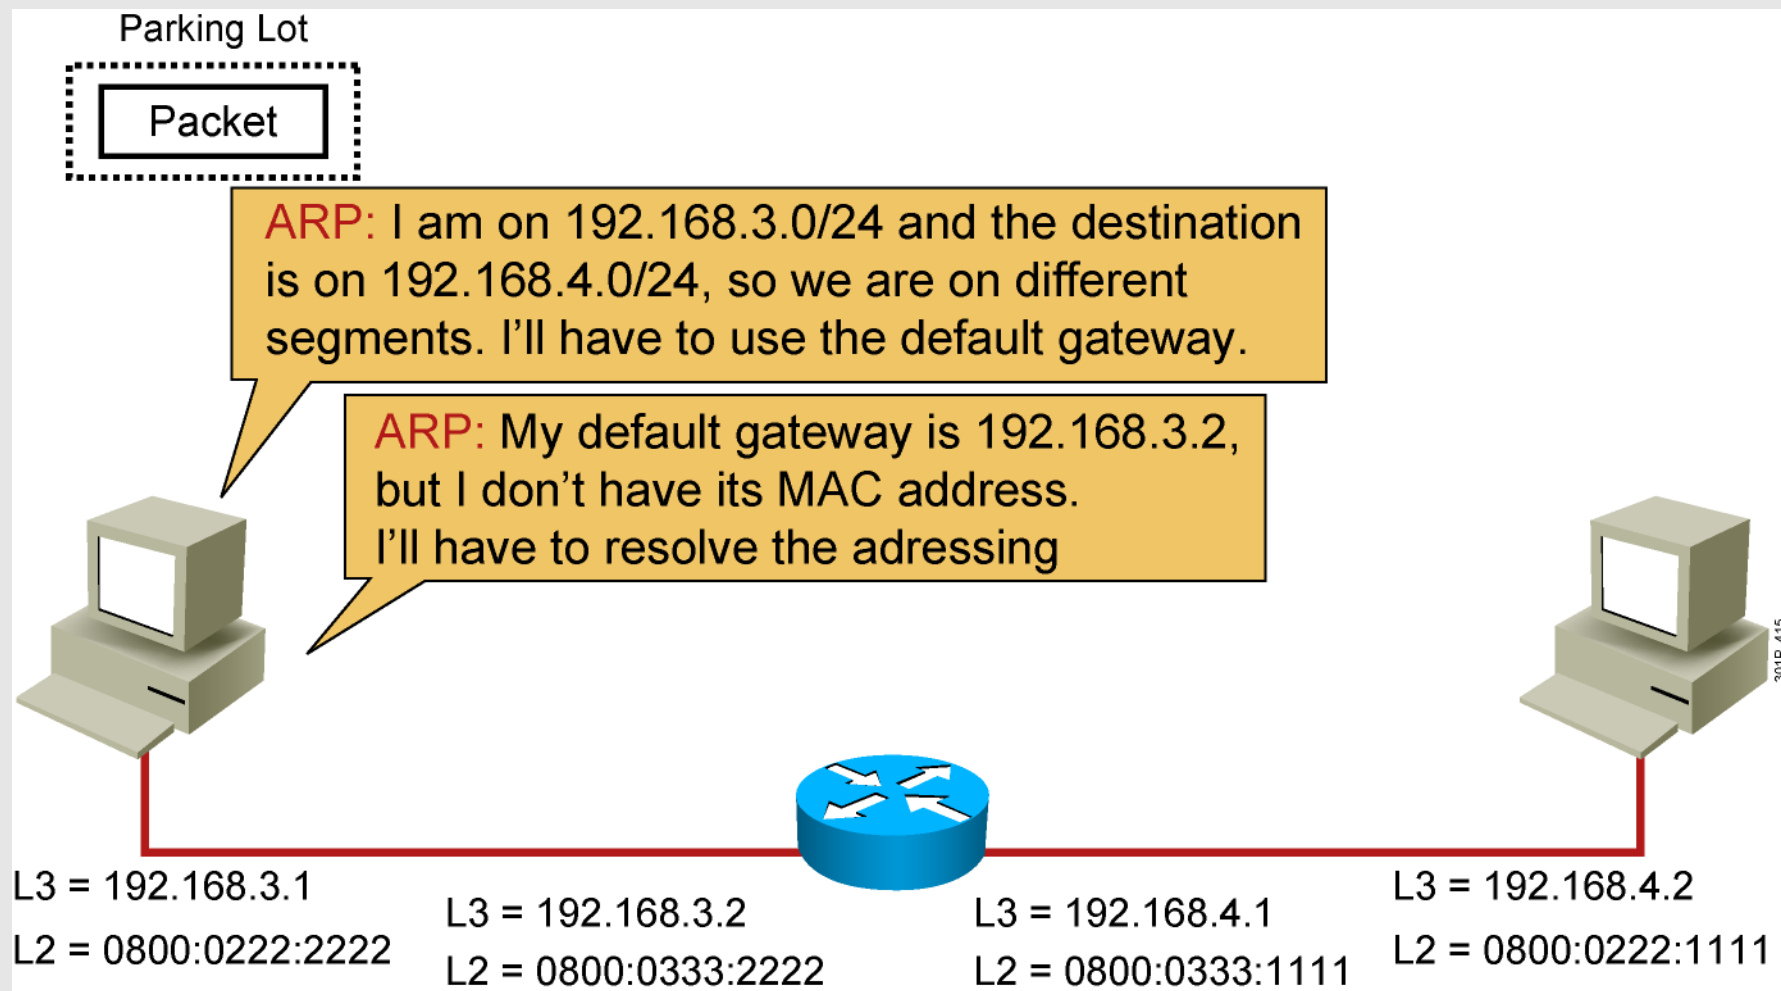 Parking Lot
Packet
ARP: I am on 192.168.3.0/24 and the destination
is on 192.168.4.0/24, so we are on different
segments. I’ll have to use the default gateway.
ARP: My default gateway is 192.168.3.2,
but I don’t have its MAC address.
I’ll have to resolve the adressing
L3 = 192.168.3.1
L2 = 0800:0222:2222
L3 = 192.168.3.2
L2 = 0800:0333:2222
L3 = 192.168.4.1
L2 = 0800:0333:1111
L3 = 192.168.4.2
L2 = 0800:0222:1111